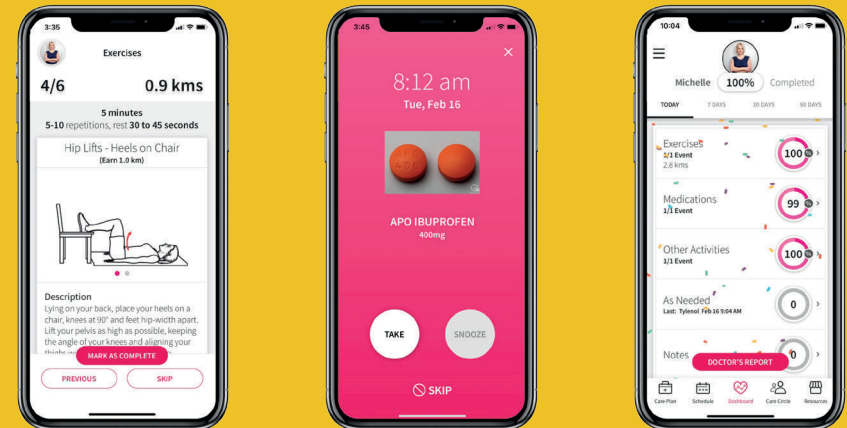 3:35
Exercises
4/6
0.9 kms
5 minutes
5-10 repetitions, rest 30 to 45 seconds
Hip Lifts - Heels on Chair
(Earn 1.0 km)
Description
Lying on your back, place your heels on a
chair, knees at 90° and feet hip-width apart.
Lift your pelvis as high as possible, keeping
the angle of your knees and aligning your
thighs
MARK AS COMPLETE
PREVIOUS
SKIP
3:45
8:12 am
Tue, Feb 16
APO IBUPROFEN
400mg
TAKE
SNOOZE
SKIP
10:04
Michelle 100% Completed
TODAY 7 DAYS 30 DAYS 90 DAYS
Exercises
1/1 Event
2.8 kms
100 %
Medications
1/1 Event
99 %
Other Activities
1/1 Event
100 %
As Needed
Last: Tylenol Feb 16 9:04 AM
0
Notes
0
DOCTOR'S REPORT
Care Plan Schedule Dashboard Care Circle Resources